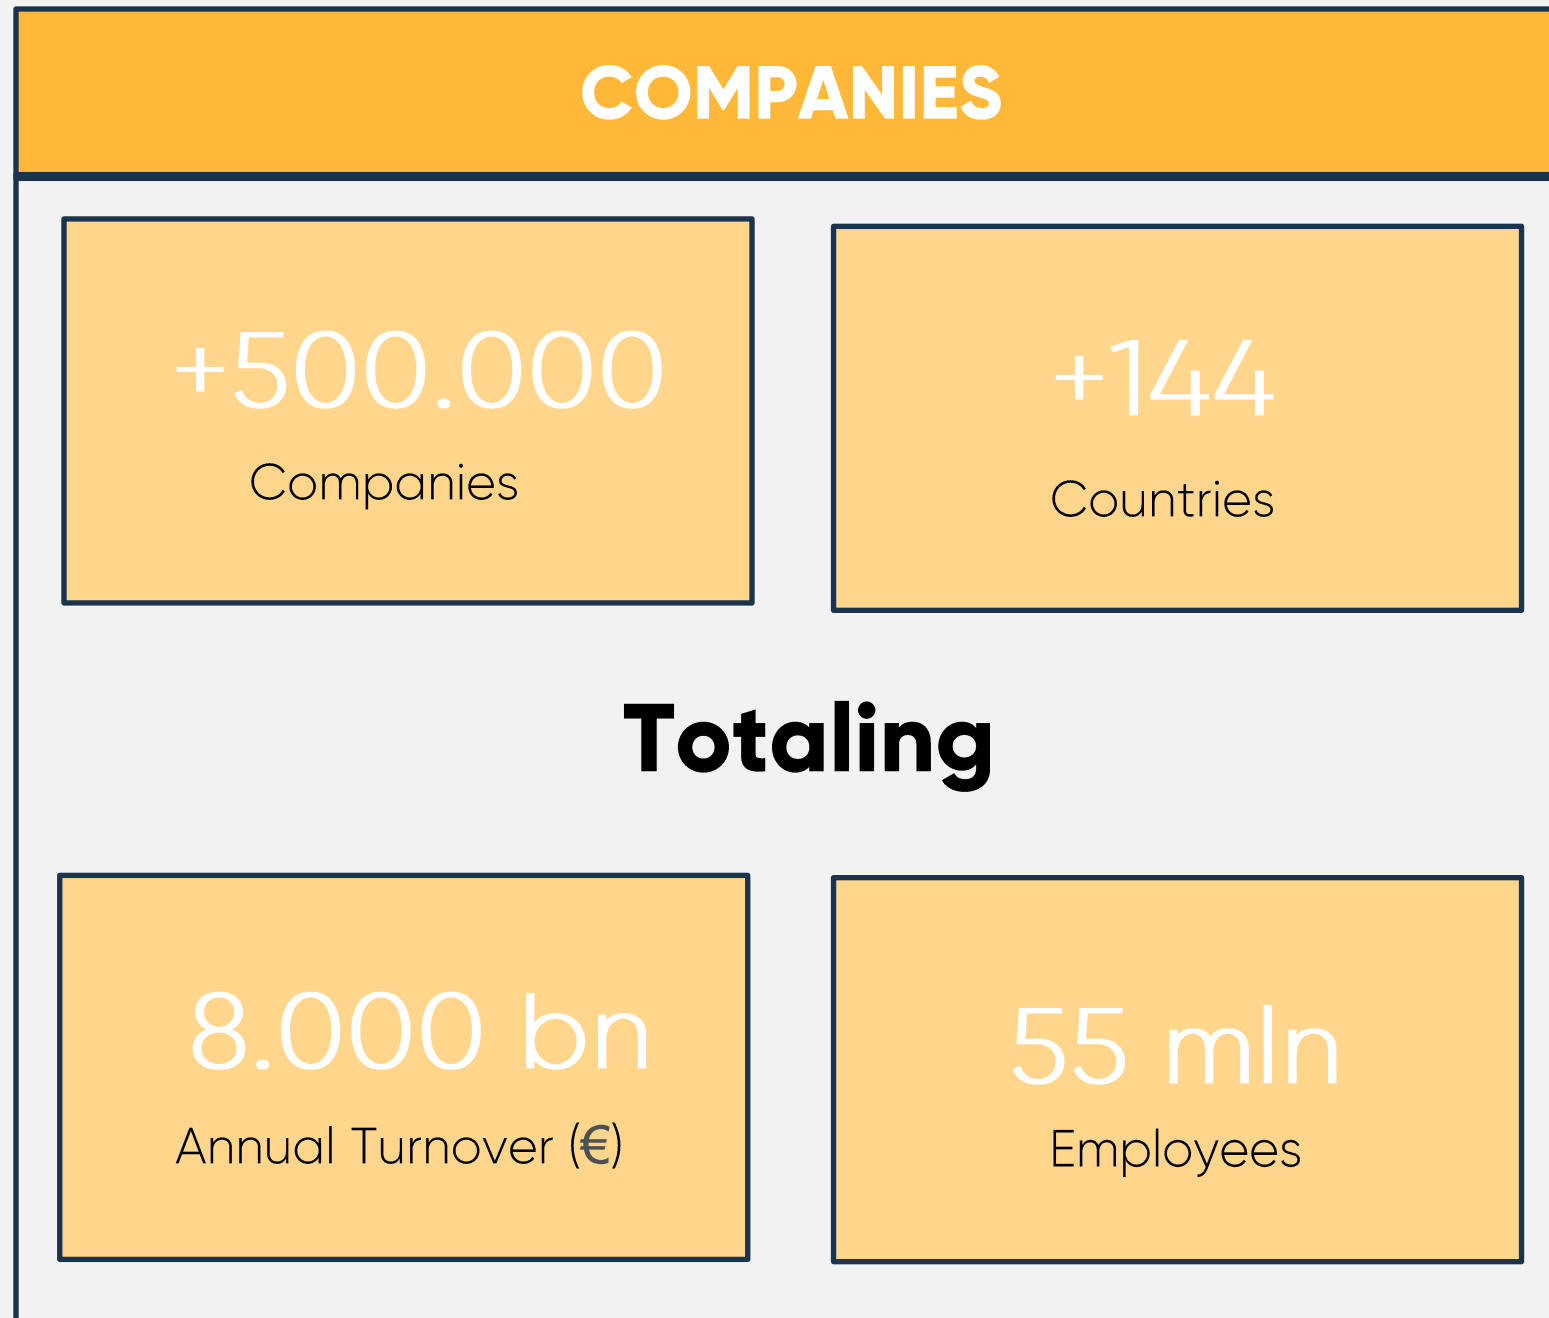 COMPANIES
+500.000
Companies
+144
Countries
Totaling
8.000 bn
Annual Turnover (€)
55 mln
Employees